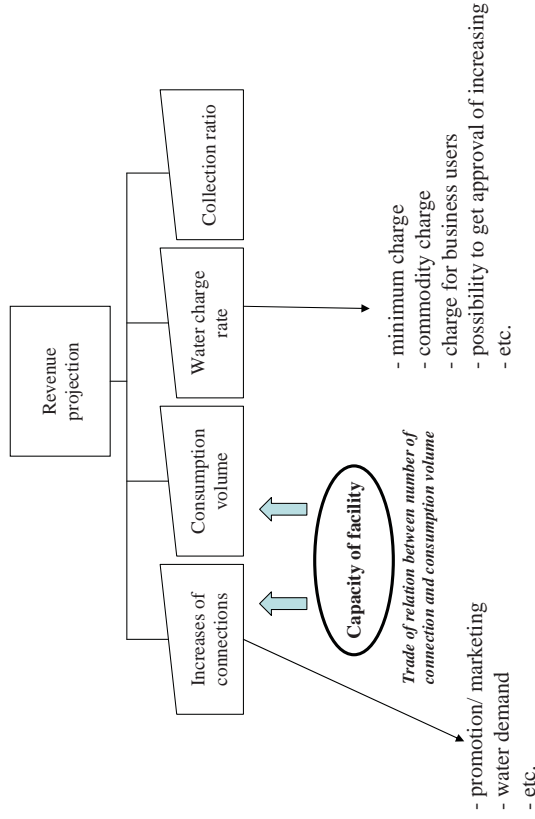 Revenue
projection
Increases of
connections
Consumption
volume
Water charge
rate
Collection ratio
Capacity of facility
Trade of relation between number of
connection and consumption volume
- promotion/ marketing
- water demand
- etc.
- minimum charge
- commodity charge
- charge for business users
- possibility to get approval of increasing
- etc.